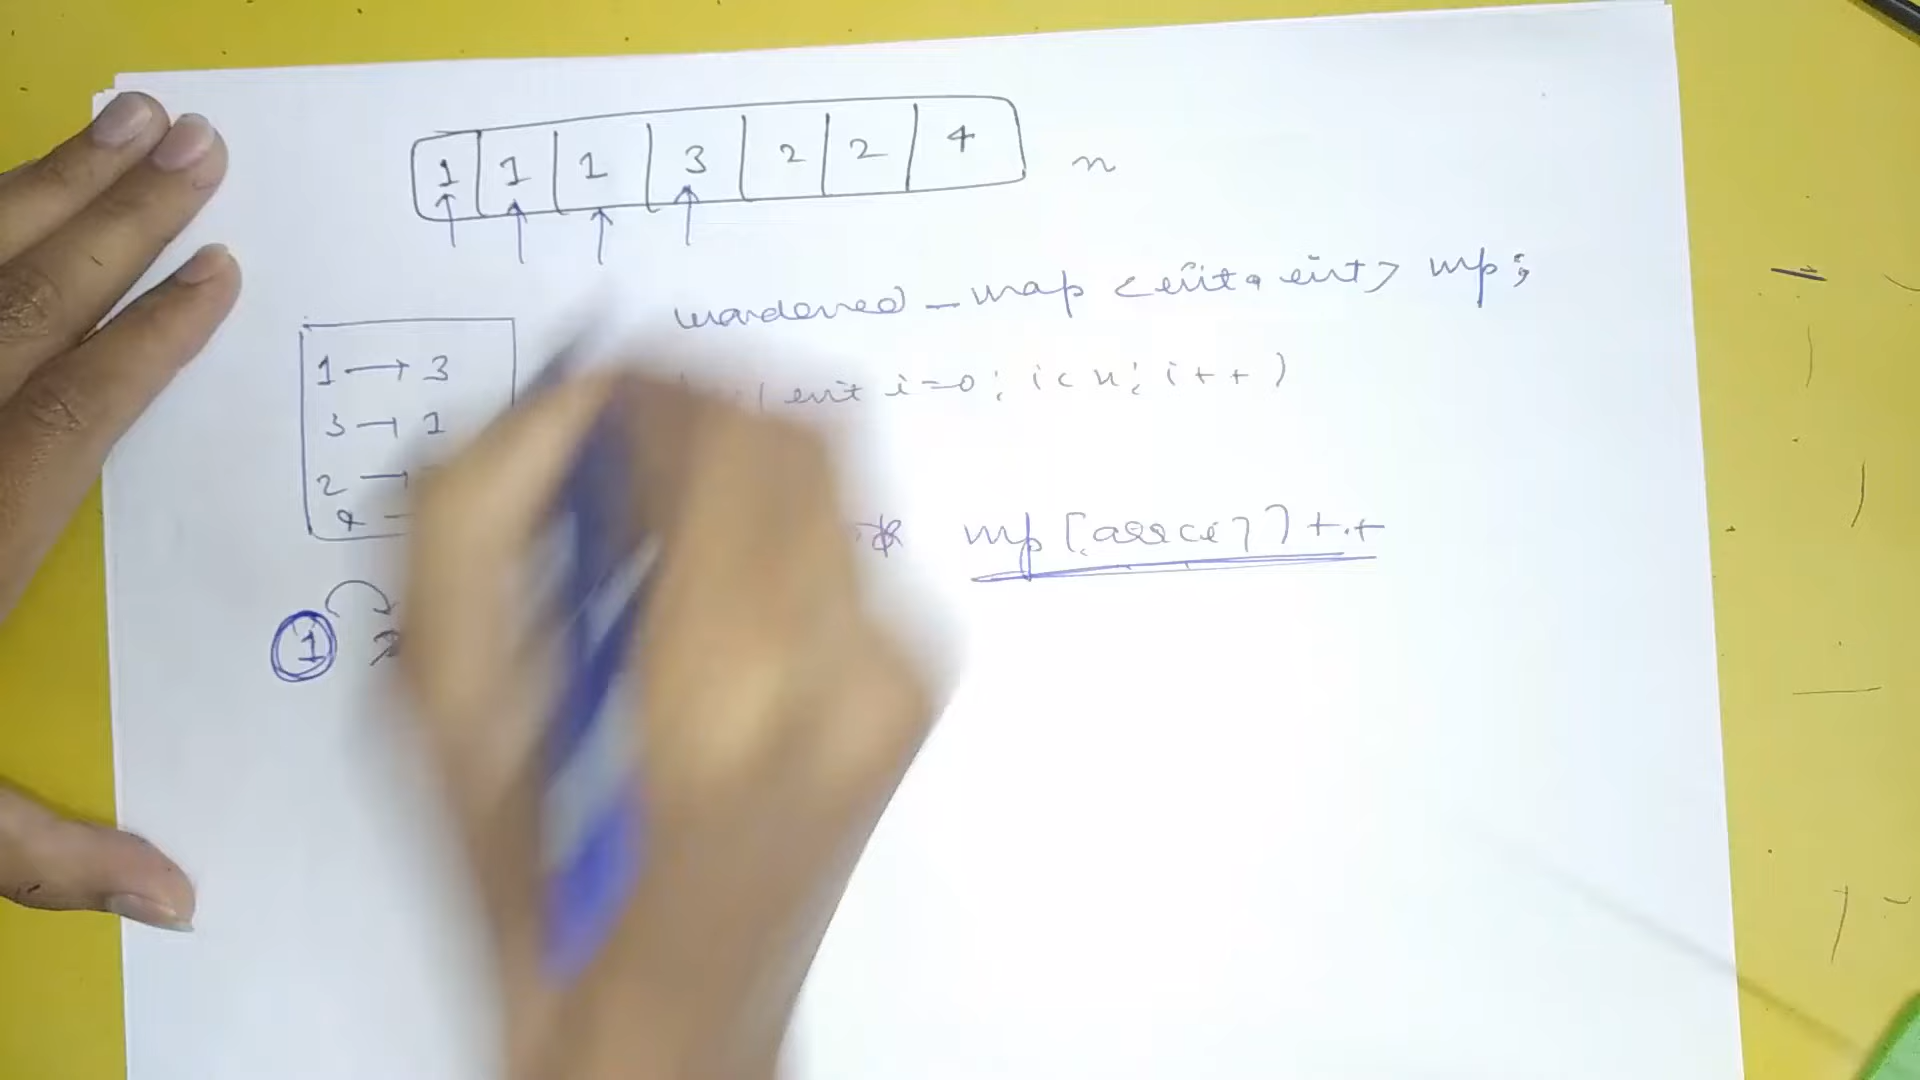 1 1 1 3 2 2 4 n
unordered_map <int, int> mp;
1 → 3
(int i=0; i<n; i++)
3 → 1
2 →
4
mp[arr[i]]++
1